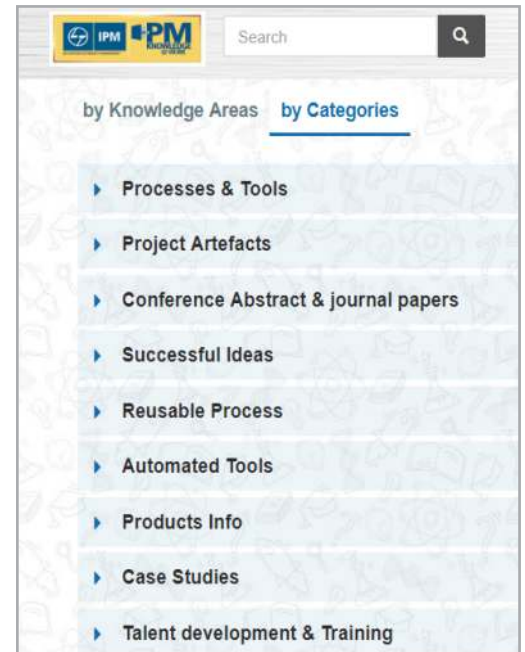 IPM
PM
KNOWLEDGE
Search
by Knowledge Areas by Categories
Processes & Tools
Project Artefacts
Conference Abstract & journal papers
Successful Ideas
Reusable Process
Automated Tools
Products Info
Case Studies
Talent development & Training